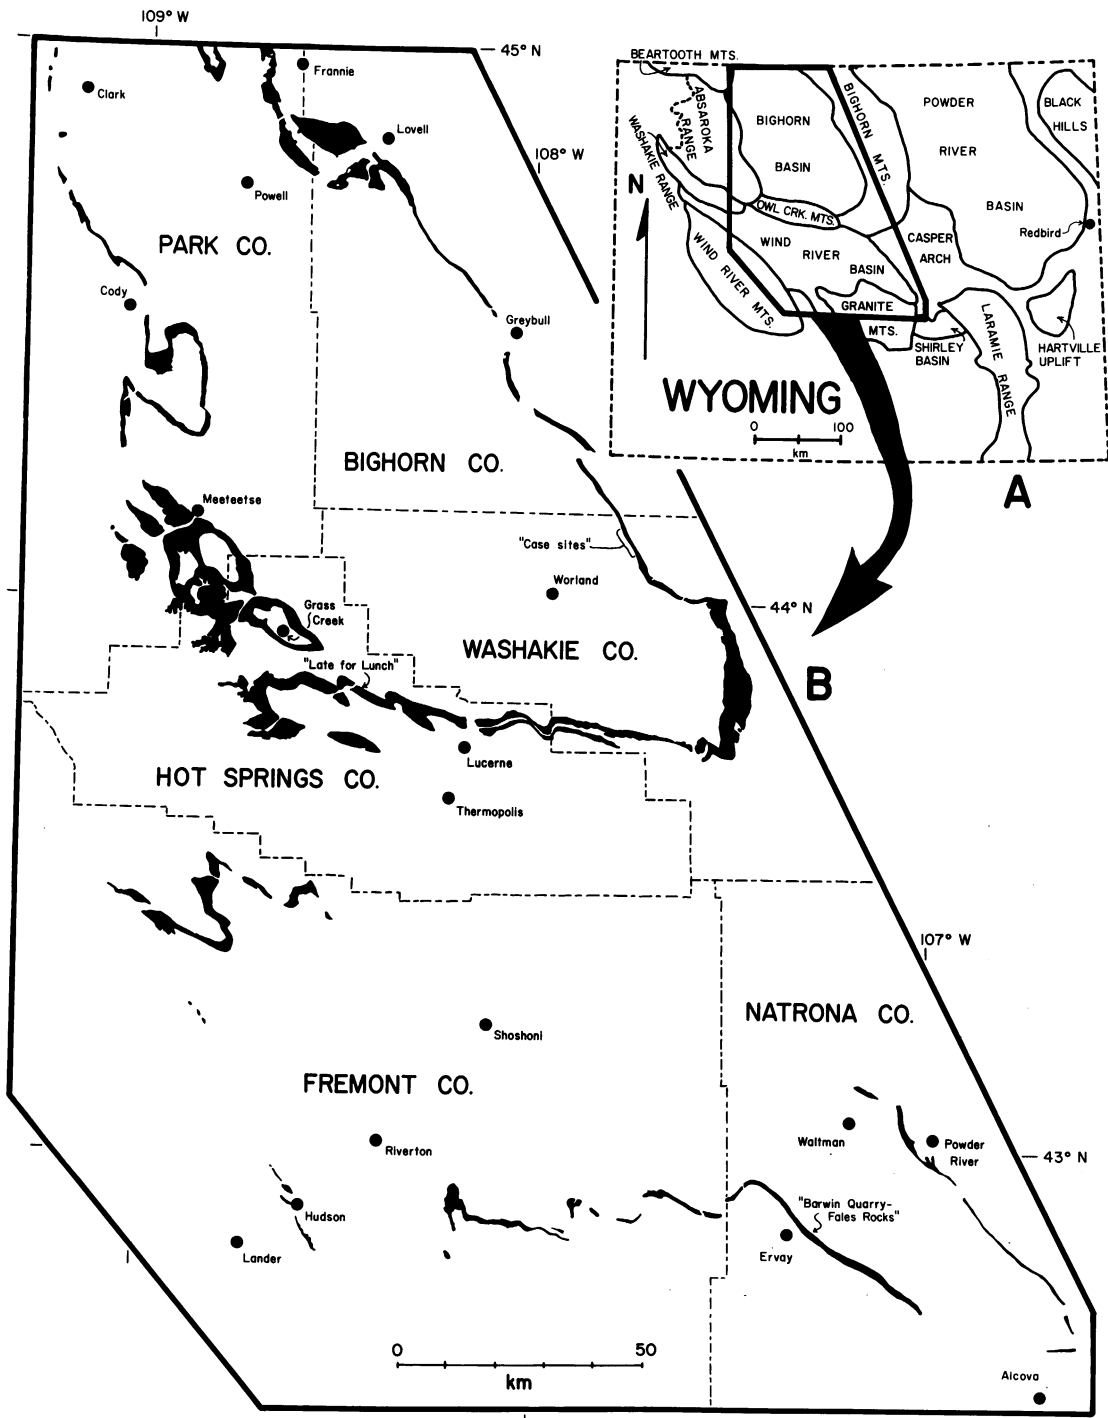 109° W
45° N
Frannie
Clark
Lovell
108° W
Powell
PARK CO.
Cody
Greybull
BIGHORN CO.
Meeteetse
"Case sites"
Worland
44° N
Grass
Creek
WASHAKIE CO.
"Late for Lunch"
B
Lucerne
HOT SPRINGS CO.
Thermopolis
107° W
NATRONA CO.
Shoshoni
FREMONT CO.
Waltman
Powder
River
Riverton
43° N
"Barwin Quarry-
Fales Rocks"
Hudson
Lander
Ervay
0 50
km
Alcova
BEARTOOTH MTS.
ABSAROKA
RANGE
WASHAKIE RANGE
BIGHORN
BASIN
BIGHORN MTS.
POWDER
RIVER
BASIN
BLACK
HILLS
N
OWL CRK. MTS.
Redbird
WIND
RIVER
BASIN
CASPER
ARCH
WIND RIVER MTS.
GRANITE
MTS.
SHIRLEY
BASIN
LARAMIE RANGE
HARTVILLE
UPLIFT
WYOMING
0 100
km
A